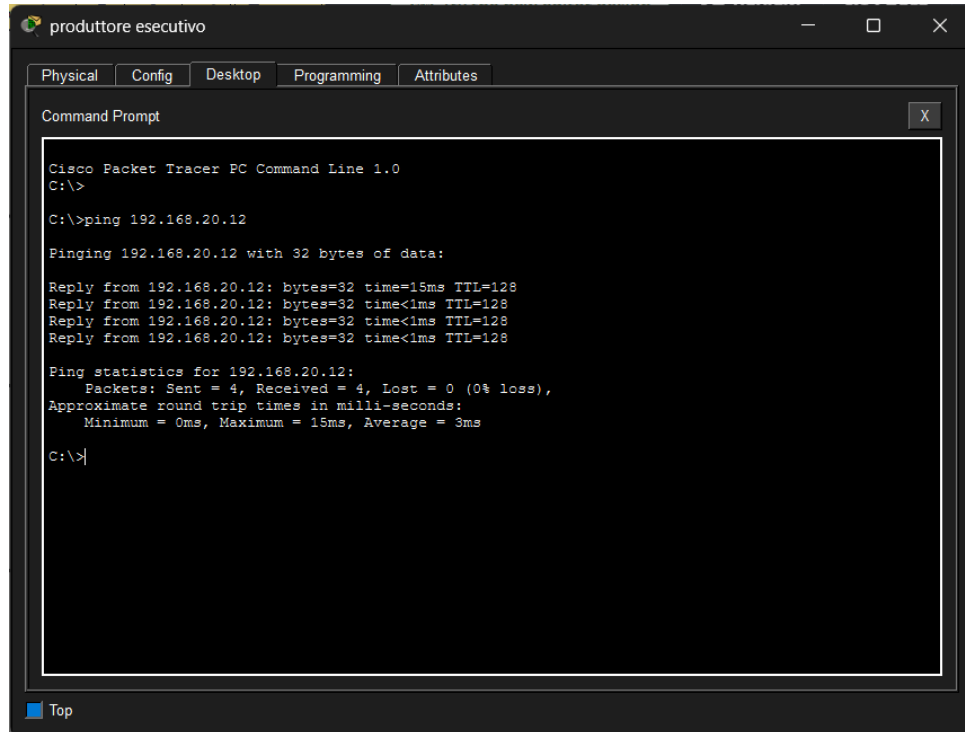 produttore esecutivo
Physical Config Desktop Programming Attributes
Command Prompt
X
Cisco Packet Tracer PC Command Line 1.0
C:\>
C:\>ping 192.168.20.12
Pinging 192.168.20.12 with 32 bytes of data:
Reply from 192.168.20.12: bytes=32 time=15ms TTL=128
Reply from 192.168.20.12: bytes=32 time<1ms TTL=128
Reply from 192.168.20.12: bytes=32 time<1ms TTL=128
Reply from 192.168.20.12: bytes=32 time<1ms TTL=128
Ping statistics for 192.168.20.12:
Packets: Sent = 4, Received = 4, Lost = 0 (0% loss),
Approximate round trip times in milli-seconds:
Minimum = 0ms, Maximum = 15ms, Average = 3ms
C:\>
Top